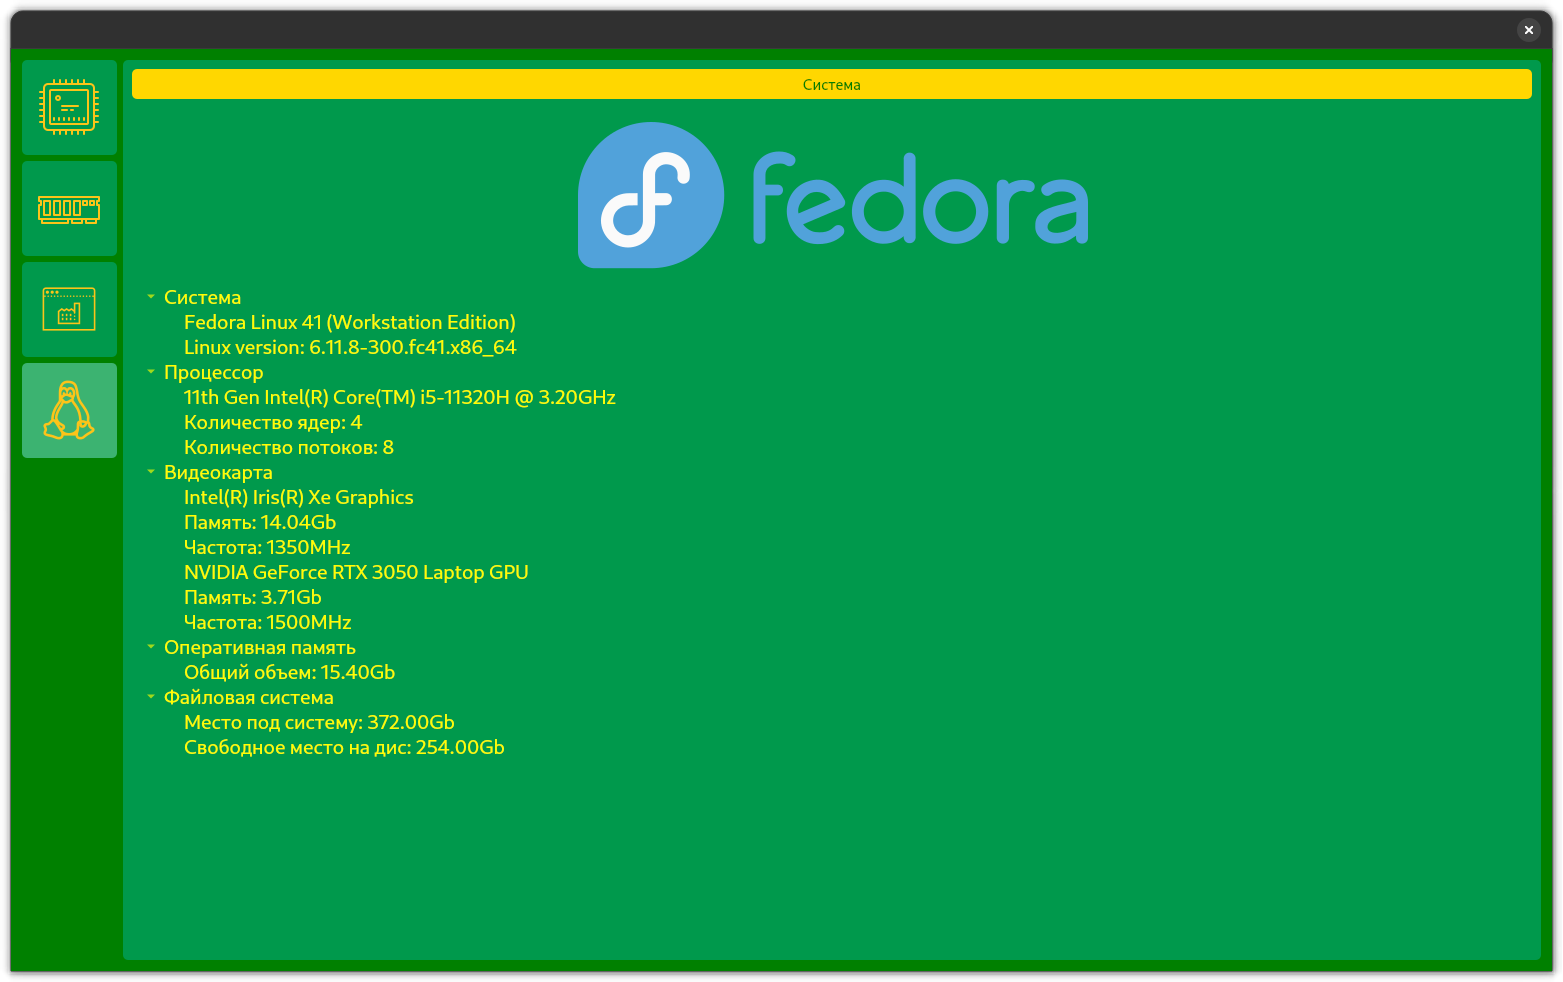 Система
fedora
Система
Fedora Linux 41 (Workstation Edition)
Linux version: 6.11.8-300.fc41.x86_64
Процессор
11th Gen Intel(R) Core(TM) i5-11320H @ 3.20GHz
Количество ядер: 4
Количество потоков: 8
Видеокарта
Intel(R) Iris(R) Xe Graphics
Память: 14.04Gb
Частота: 1350MHz
NVIDIA GeForce RTX 3050 Laptop GPU
Память: 3.71Gb
Частота: 1500MHz
Оперативная память
Общий объем: 15.40Gb
Файловая система
Место под систему: 372.00Gb
Свободное место на дис: 254.00Gb